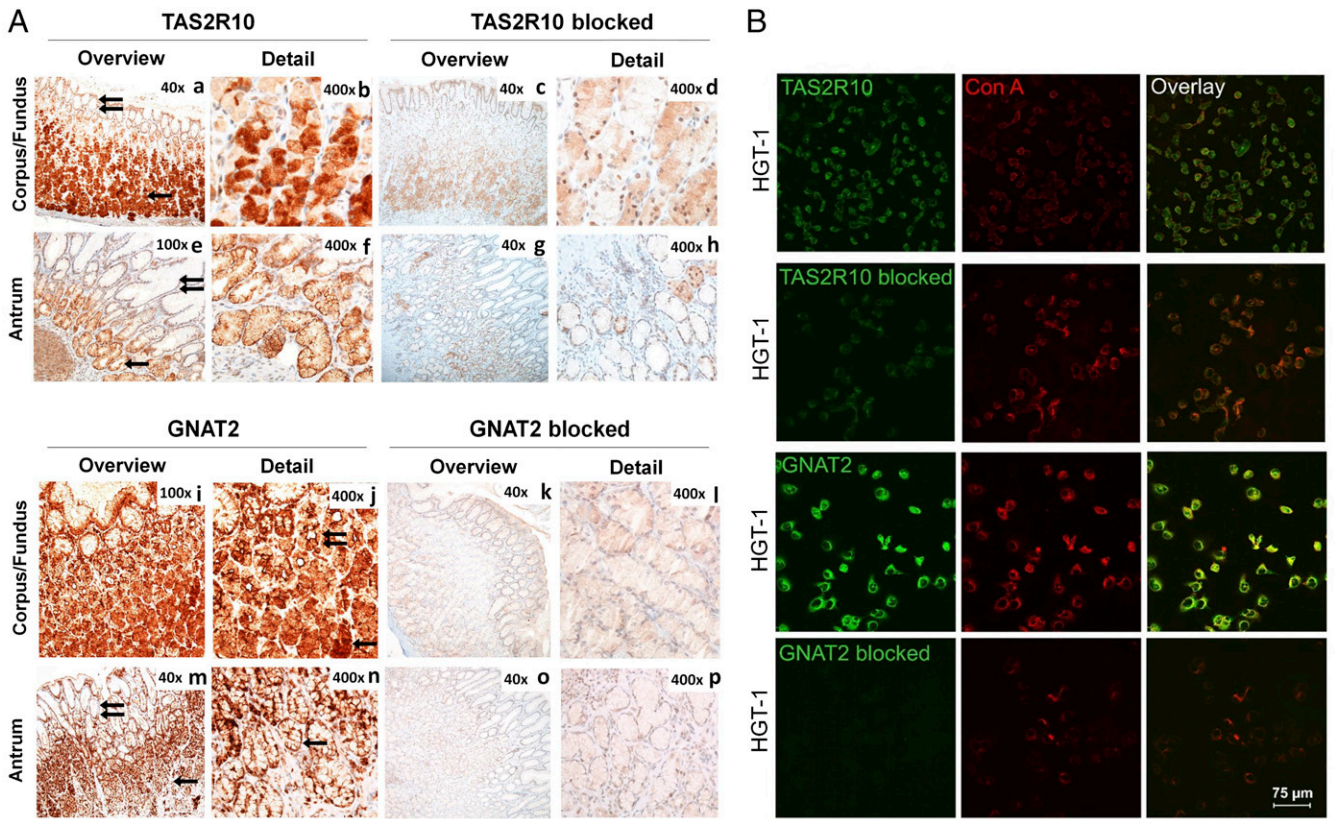 A
TAS2R10
TAS2R10 blocked
Overview
Detail
Overview
Detail
Corpus/Fundus
40x a
400x b
40x c
400x d
Antrum
100x e
400x f
40x g
400x h
GNAT2
GNAT2 blocked
Overview
Detail
Overview
Detail
Corpus/Fundus
100x i
400x j
40x k
400x l
Antrum
40x m
400x n
40x o
400x p
B
HGT-1
TAS2R10
Con A
Overlay
HGT-1
TAS2R10 blocked
HGT-1
GNAT2
HGT-1
GNAT2 blocked
75 µm